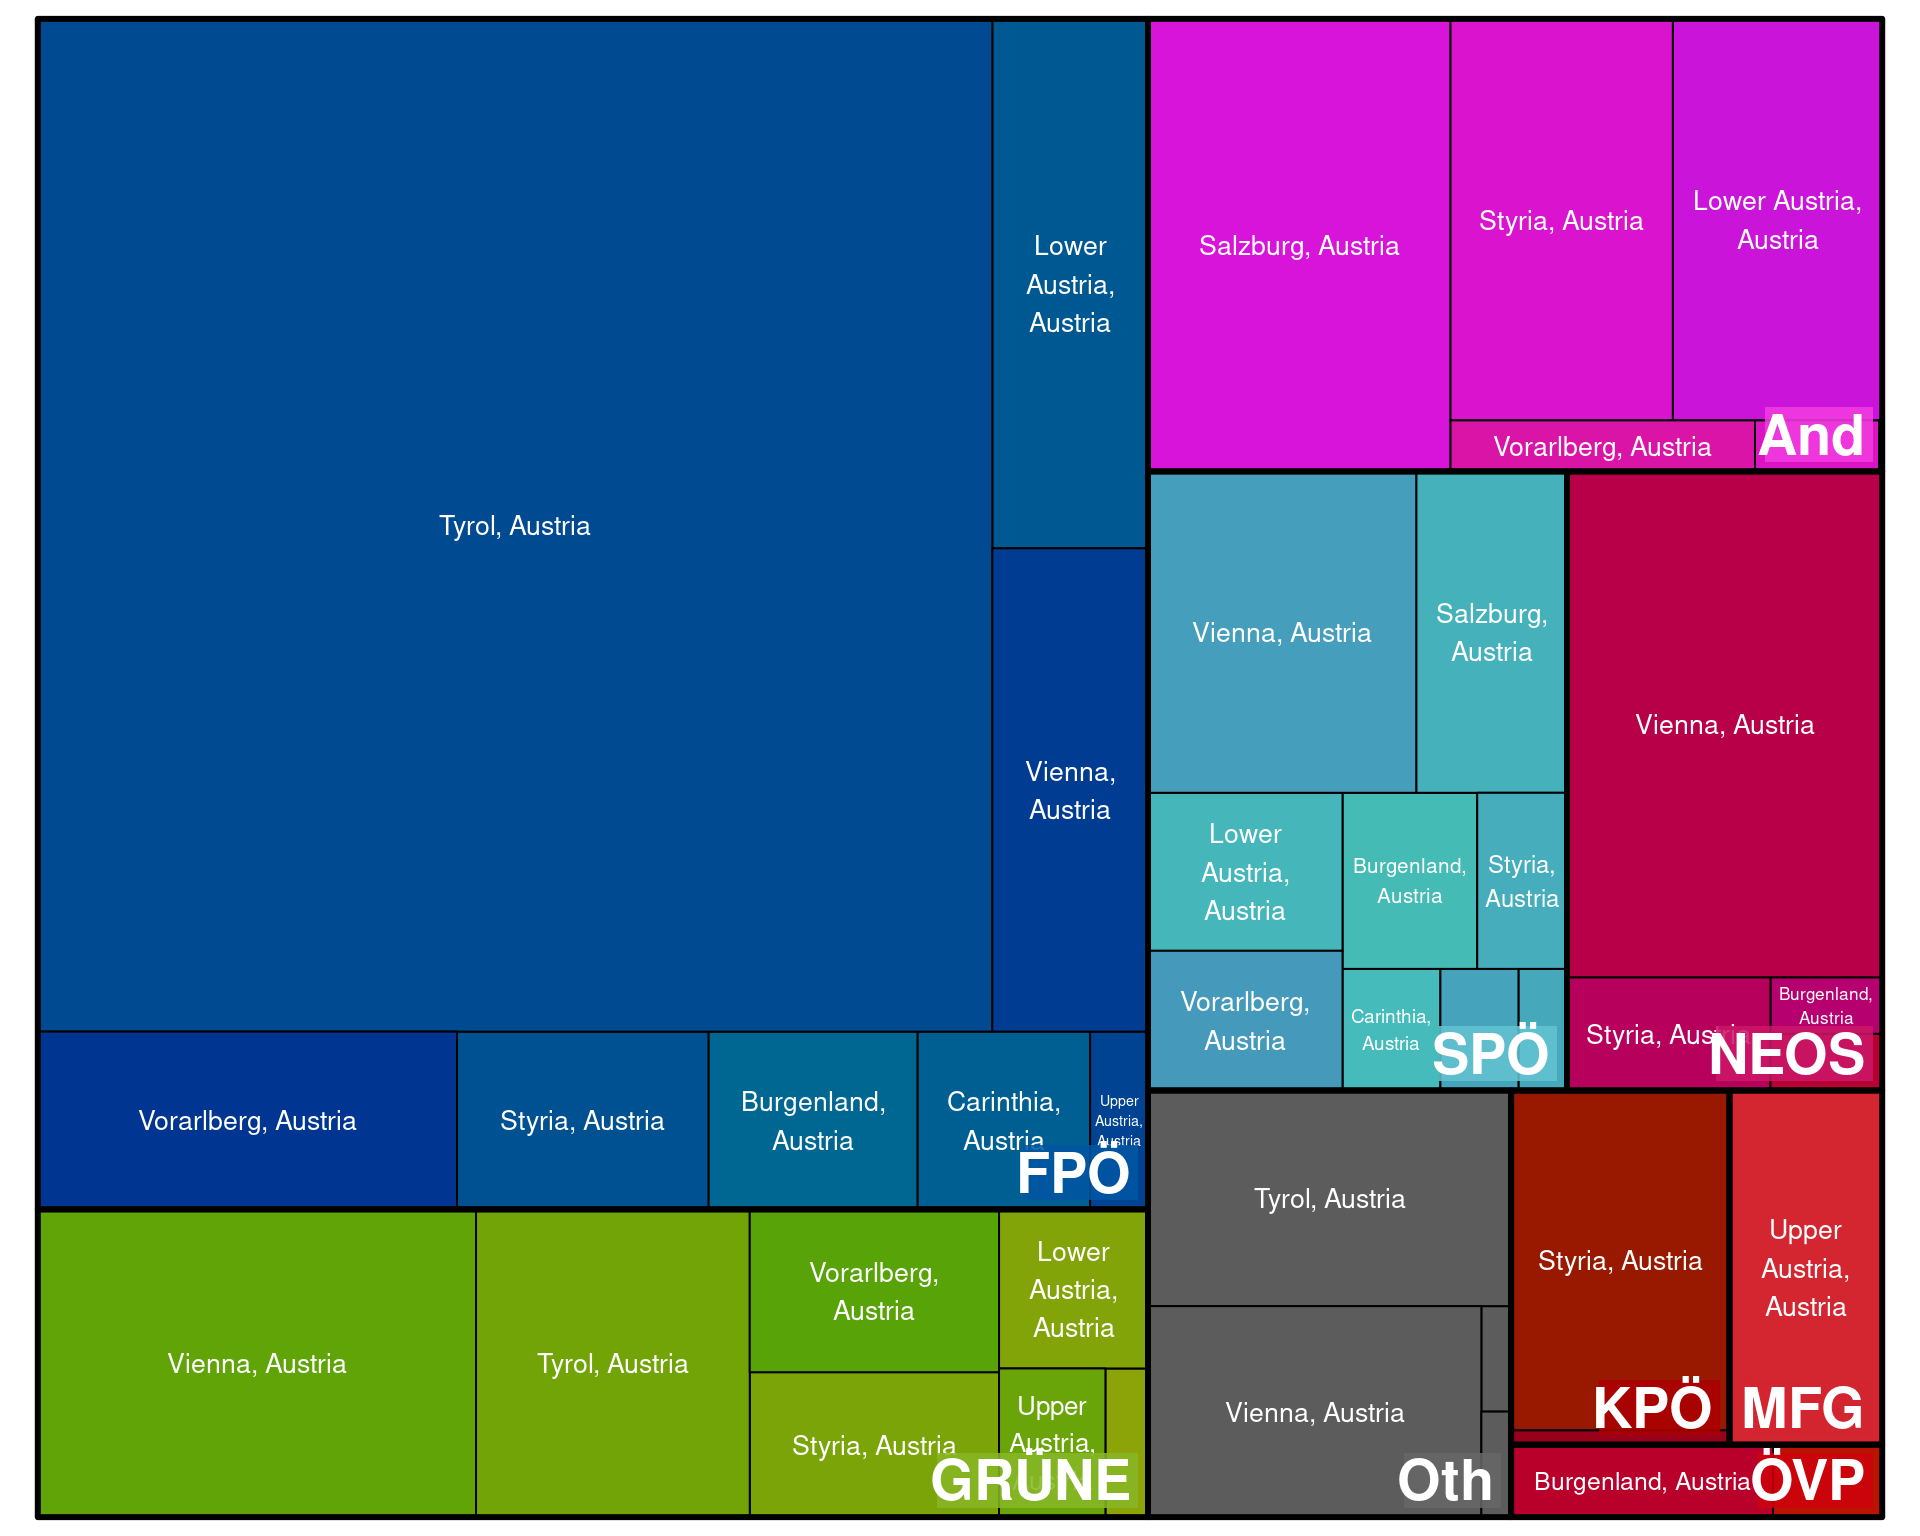 Tyrol, Austria
Lower
Austria,
Austria
Vienna,
Austria
Vorarlberg, Austria
Styria, Austria
Burgenland,
Austria
Carinthia,
Austria
Upper
Austria,
Austria
FPÖ
Vienna, Austria
Tyrol, Austria
Vorarlberg,
Austria
Styria, Austria
Lower
Austria,
Austria
Upper
Austria,
GRÜNE
Salzburg, Austria
Styria, Austria
Lower Austria,
Austria
Vorarlberg, Austria
And
Vienna, Austria
Salzburg,
Austria
Lower
Austria,
Austria
Burgenland,
Austria
Styria,
Austria
Vorarlberg,
Austria
Carinthia,
Austria
SPÖ
Vienna, Austria
Styria, Austria
Burgenland,
Austria
NEOS
Tyrol, Austria
Vienna, Austria
Oth
Styria, Austria
KPÖ
Upper
Austria,
Austria
MFG
Burgenland, Austria
ÖVP